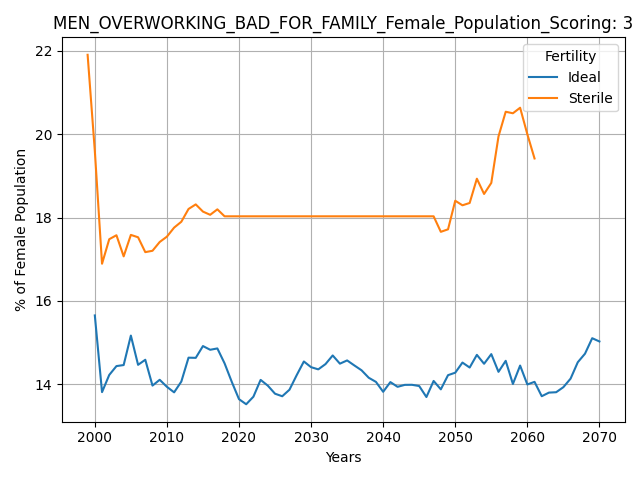 MEN_OVERWORKING_BAD_FOR_FAMILY_Female_Population_Scoring: 3
Fertility
Ideal
Sterile
% of Female Population
22
20
18
16
14
2000 2010 2020 2030 2040 2050 2060 2070
Years